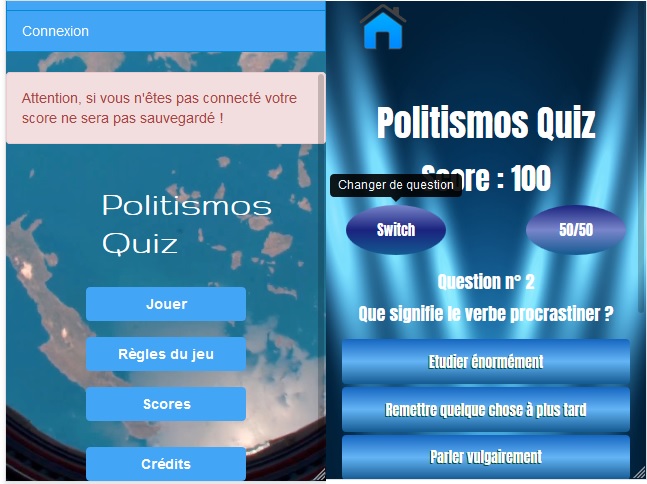 Connexion
Attention, si vous n'êtes pas connecté votre
score ne sera pas sauvegardé !
Politismos
Quiz
Jouer
Règles du jeu
Scores
Crédits
Politismos Quiz
Score : 100
Changer de question
Switch
50/50
Question n° 2
Que signifie le verbe procrastiner ?
Etudier énormément
Remettre quelque chose à plus tard
Parler vulgairement